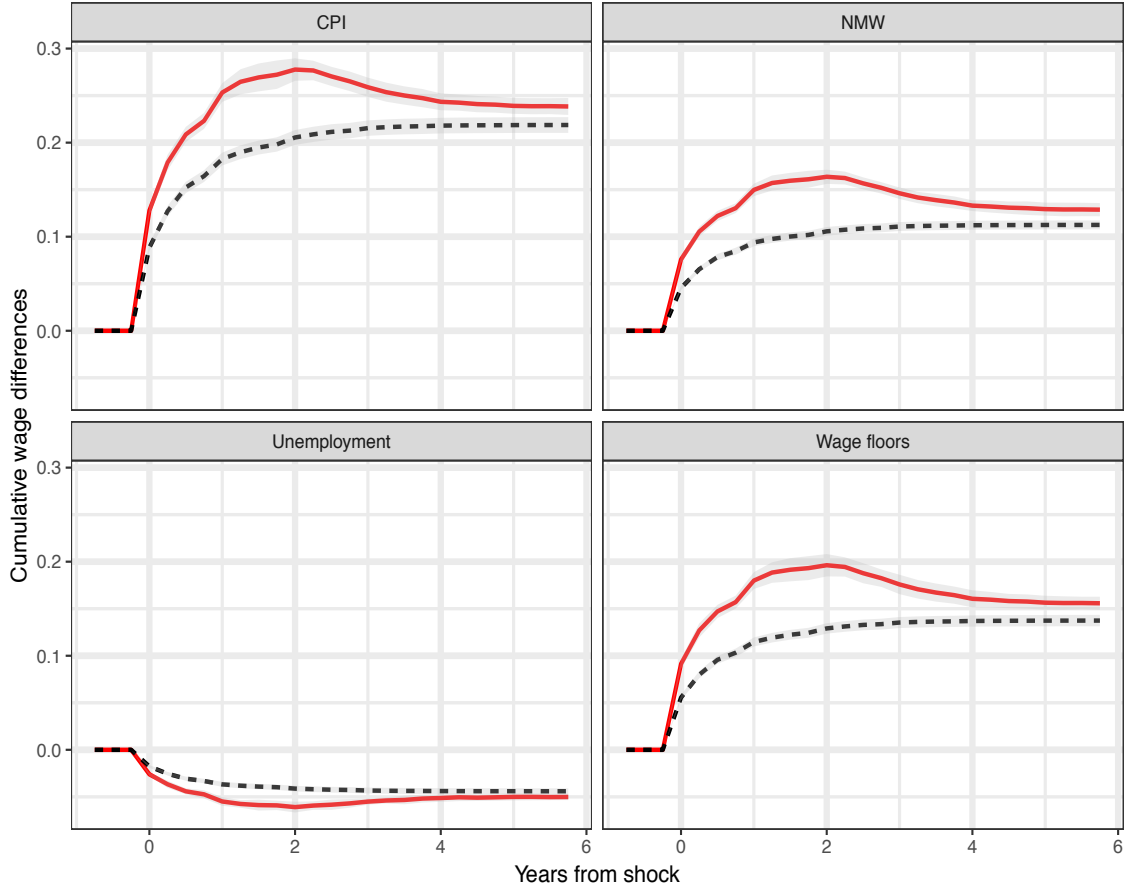 CPI
NMW
0.3
0.2
0.1
0.0
Unemployment
Wage floors
0.3
0.2
0.1
0.0
0 2 4 6
0 2 4 6
Years from shock
Cumulative wage differences